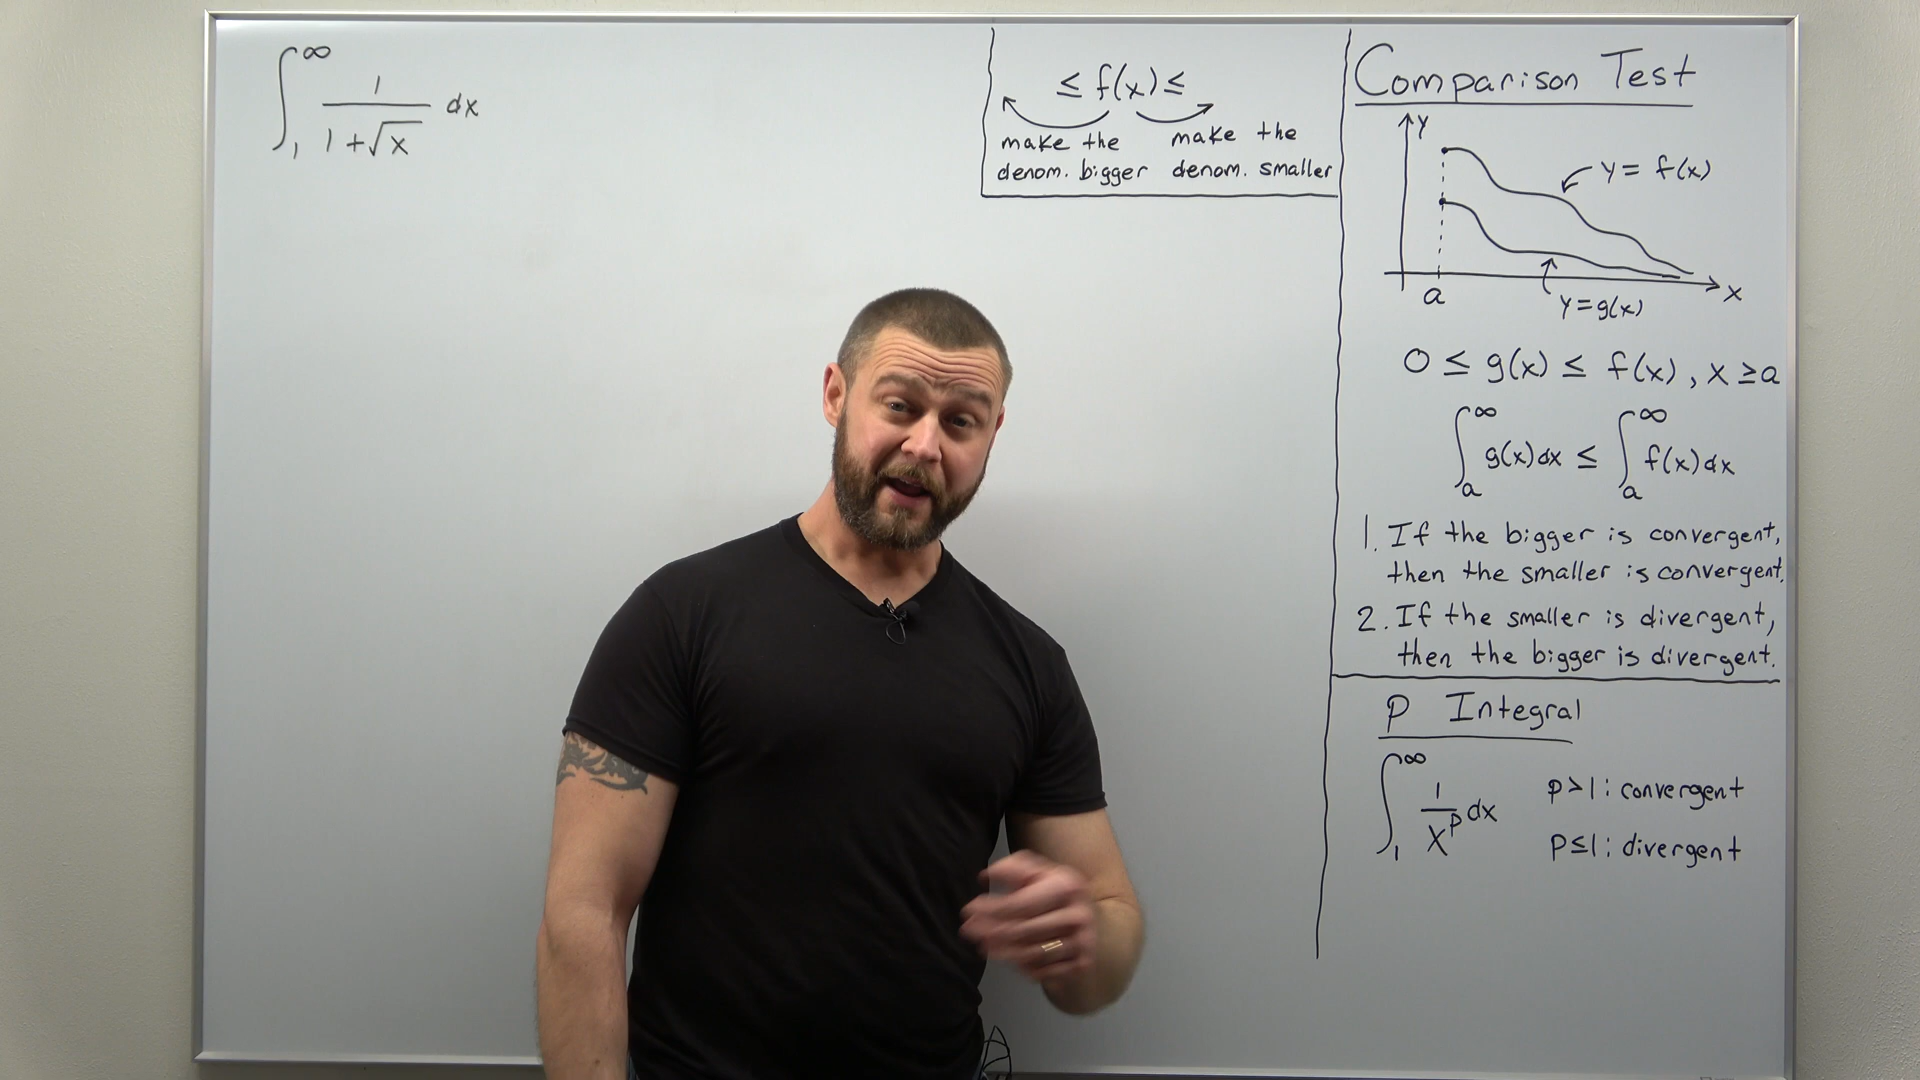 ∫₁^∞ 1/(1+√x) dx
≤ f(x) ≤
make the denom. bigger
make the denom. smaller
Comparison Test
y
y = f(x)
a
x
y=g(x)
0 ≤ g(x) ≤ f(x), x ≥ a
∫ₐ^∞ g(x)dx ≤ ∫ₐ^∞ f(x)dx
1. If the bigger is convergent,
then the smaller is convergent.
2. If the smaller is divergent,
then the bigger is divergent.
P Integral
∫₁^∞ 1/x^p dx
p>1: convergent
p≤1: divergent